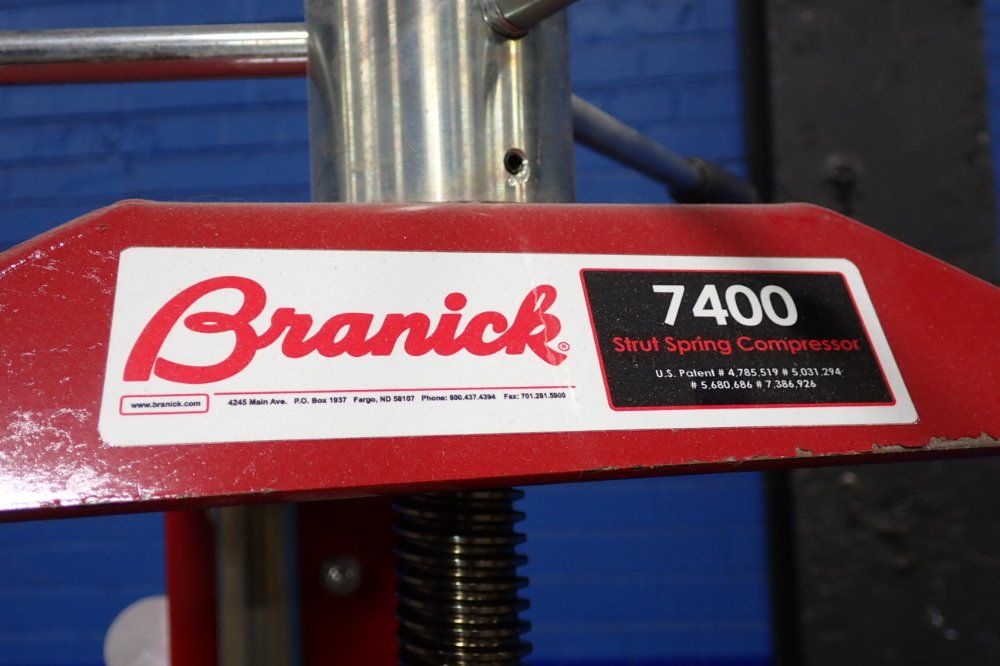 Branick®
www.branick.com
4245 Main Ave. P.O. Box 1937 Fargo, ND 58107 Phone: 800.437.4394 Fax: 701.281.5900
7400
Strut Spring Compressor
U.S. Patent # 4,785,519 # 5,031,294
# 5,680,686 # 7,386,926